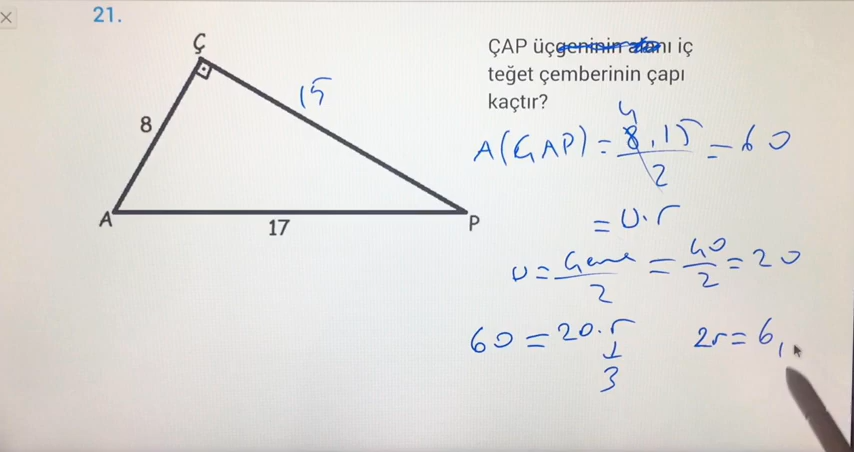 21.
Ç
8
15
A
17
P
ÇAP üçgeninin alanı iç
teğet çemberinin çapı
kaçtır?
A(ÇAP) = 8.15/2 = 60
4
= u.r
u = Çevre/2 = 40/2 = 20
60 = 20.r
3
2r = 6